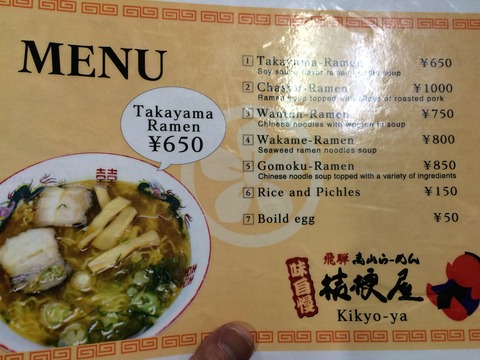 MENU
Takayama
Ramen
¥650
1 Takayama-Ramen ¥650
Soy sauce flavor ramen noodle soup
2 Chasyu-Ramen ¥1000
Ramen soup topped with slices of roasted pork
3 Wantan-Ramen ¥750
Chinese noodles with wonton in soup
4 Wakame-Ramen ¥800
Seaweed ramen noodles soup
5 Gomoku-Ramen ¥850
Chinese noodle soup topped with a variety of ingredients
6 Rice and Pichles ¥150
7 Boild egg ¥50
味自慢
飛騨高山らーめん
桔梗屋
Kikyo-ya
囍